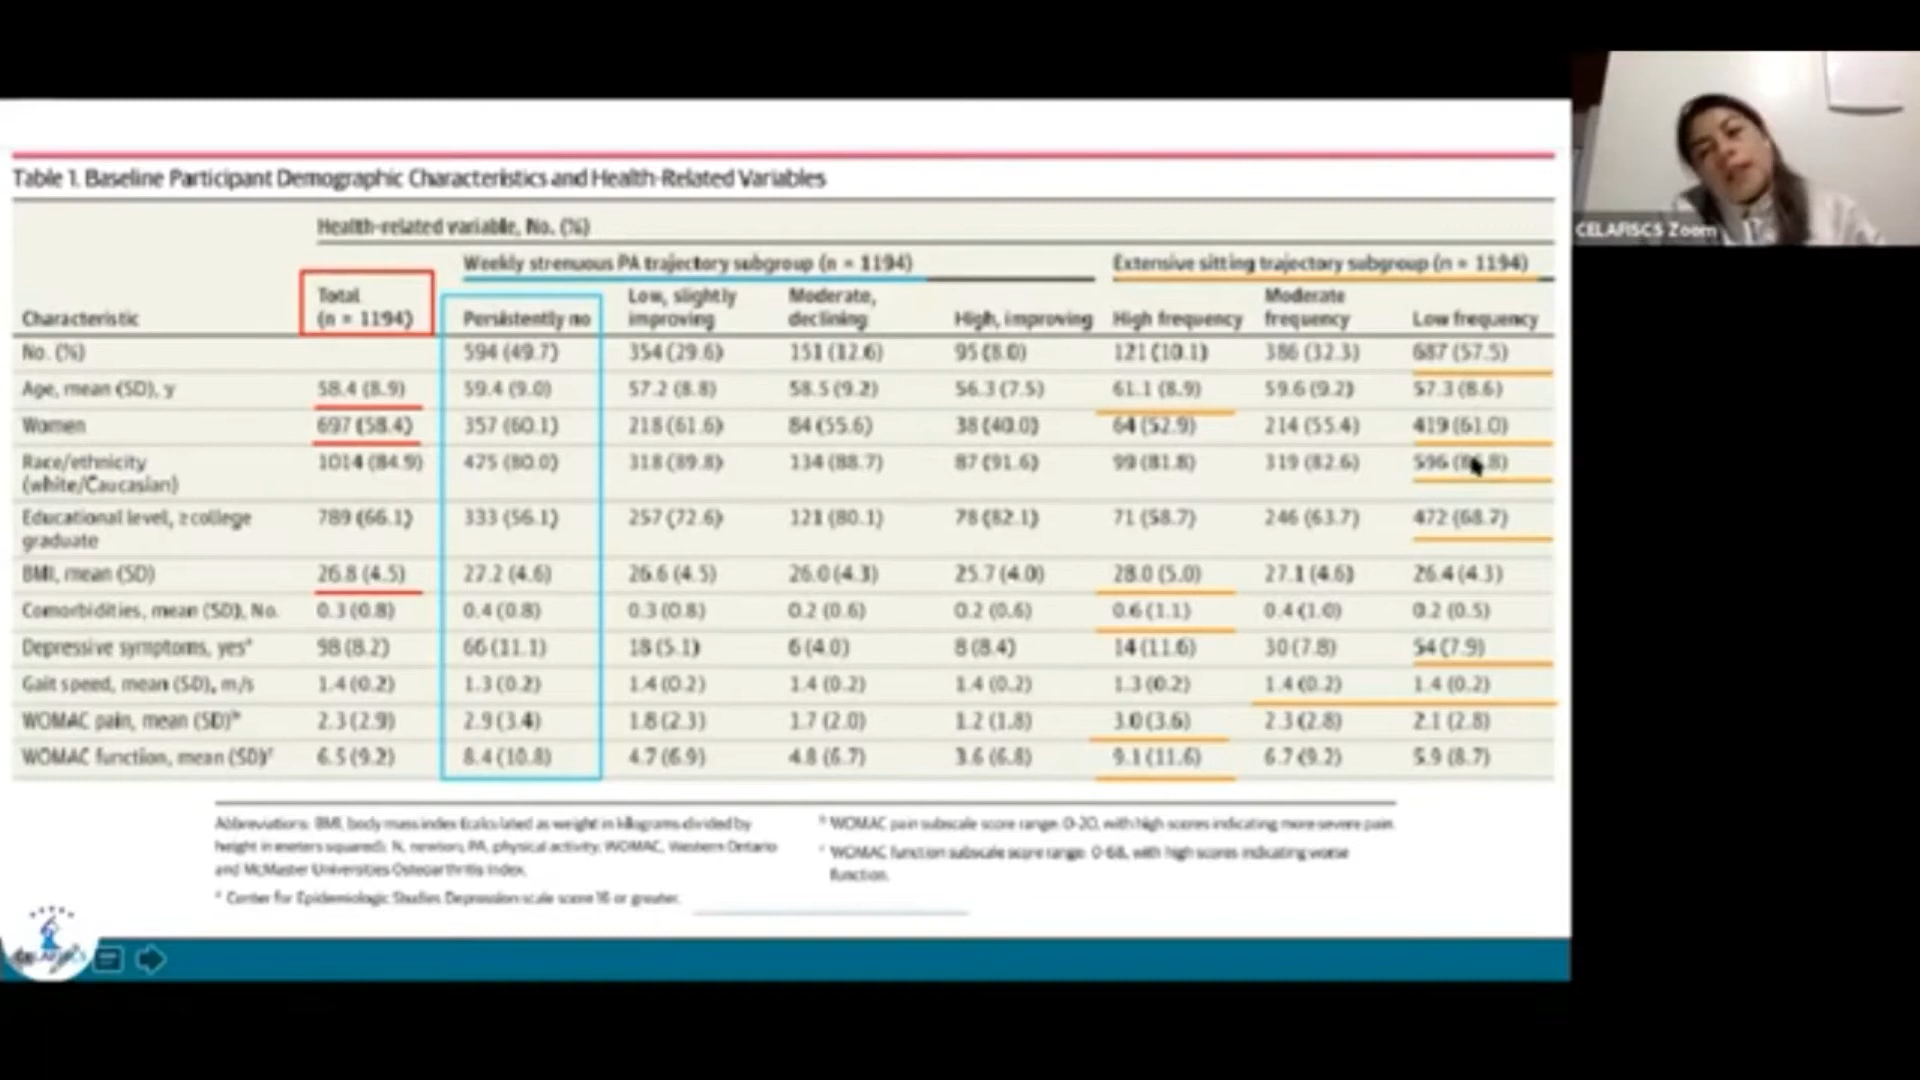 Table 1. Baseline Participant Demographic Characteristics and Health-Related Variables
Health-related variable, No. (%)
Weekly strenuous PA trajectory subgroup (n = 1194) Extensive sitting trajectory subgroup (n = 1194)
Characteristic Total (n = 1194) Persistently no Low, slightly improving Moderate, declining High, improving High frequency Moderate frequency Low frequency
No. (%) 594 (49.7) 354 (29.6) 151 (12.6) 95 (8.0) 121 (10.1) 386 (32.3) 687 (57.5)
Age, mean (SD), y 58.4 (8.9) 59.4 (9.0) 57.2 (8.8) 58.5 (9.2) 56.3 (7.5) 61.1 (8.9) 59.6 (9.2) 57.3 (8.6)
Women 697 (58.4) 357 (60.1) 218 (61.6) 84 (55.6) 38 (40.0) 64 (52.9) 214 (55.4) 419 (61.0)
Race/ethnicity (white/Caucasian) 1014 (84.9) 475 (80.0) 318 (89.8) 134 (88.7) 87 (91.6) 99 (81.8) 319 (82.6) 596
Educational level, ≥college graduate 789 (66.1) 333 (56.1) 257 (72.6) 121 (80.1) 78 (82.1) 71 (58.7) 246 (63.7) 472 (68.7)
BMI, mean (SD) 26.8 (4.5) 27.2 (4.6) 26.6 (4.5) 26.0 (4.3) 25.7 (4.0) 28.0 (5.0) 27.1 (4.6) 26.4 (4.3)
Comorbidities, mean (SD), No. 0.3 (0.8) 0.4 (0.8) 0.3 (0.8) 0.2 (0.6) 0.2 (0.6) 0.6 (1.1) 0.4 (1.0) 0.2 (0.5)
Depressive symptoms, yes^a 98 (8.2) 66 (11.1) 18 (5.1) 6 (4.0) 8 (8.4) 14 (11.6) 30 (7.8) 54 (7.9)
Gait speed, mean (SD), m/s 1.4 (0.2) 1.3 (0.2) 1.4 (0.2) 1.4 (0.2) 1.4 (0.2) 1.3 (0.2) 1.4 (0.2) 1.4 (0.2)
WOMAC pain, mean (SD)^b 2.3 (2.9) 2.9 (3.4) 1.8 (2.3) 1.7 (2.0) 1.2 (1.8) 3.0 (3.6) 2.3 (2.8) 2.1 (2.8)
WOMAC function, mean (SD)^c 6.5 (9.2) 8.4 (10.8) 4.7 (6.9) 4.8 (6.7) 3.6 (6.8) 9.1 (11.6) 6.7 (9.2) 5.9 (8.7)
Abbreviations: BMI, body mass index (calculated as weight in kilograms divided by
height in meters squared); N, newton; PA, physical activity; WOMAC, Western Ontario
and McMaster Universities Osteoarthritis Index.
^a Center for Epidemiologic Studies Depression scale score 16 or greater.
^b WOMAC pain subscale score range: 0-20, with high scores indicating more severe pain.
^c WOMAC function subscale score range: 0-68, with high scores indicating worse
function.
CELAFISCS Zoom